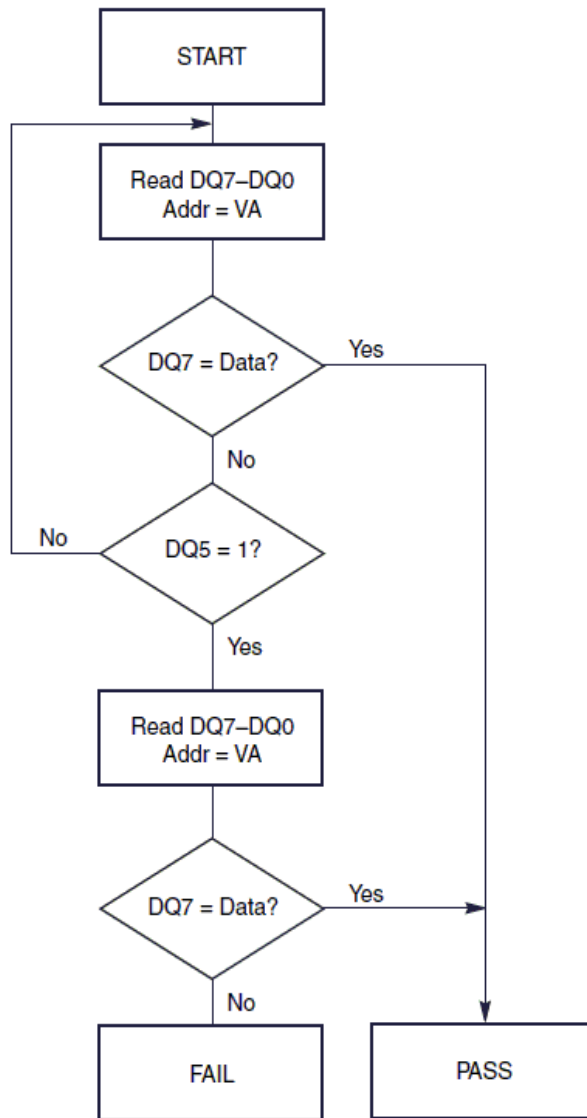 START
Read DQ7–DQ0
Addr = VA
DQ7 = Data?
Yes
No
No
DQ5 = 1?
Yes
Read DQ7–DQ0
Addr = VA
DQ7 = Data?
Yes
No
FAIL
PASS